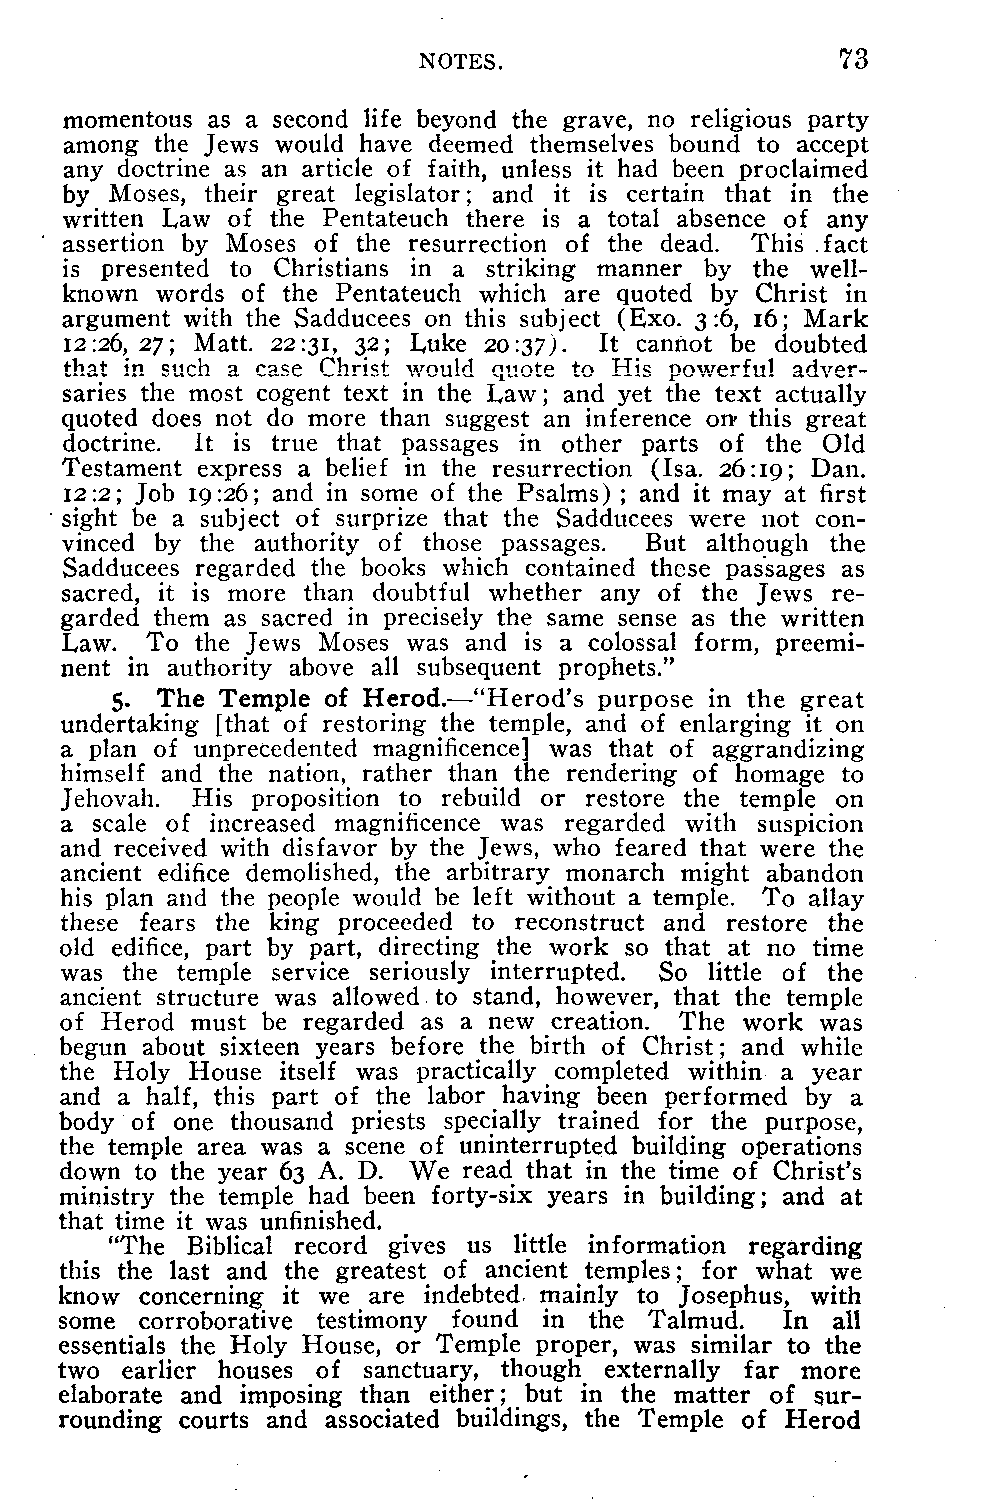 NOTES. 73
momentous as a second life beyond the grave, no religious party
among the Jews would have deemed themselves bound to accept
any doctrine as an article of faith, unless it had been proclaimed
by Moses, their great legislator; and it is certain that in the
written Law of the Pentateuch there is a total absence of any
assertion by Moses of the resurrection of the dead. This fact
is presented to Christians in a striking manner by the well-
known words of the Pentateuch which are quoted by Christ in
argument with the Sadducees on this subject (Exo. 3:6, 16; Mark
12:26, 27; Matt. 22:31, 32; Luke 20:37). It cannot be doubted
that in such a case Christ would quote to His powerful adver-
saries the most cogent text in the Law; and yet the text actually
quoted does not do more than suggest an inference on this great
doctrine. It is true that passages in other parts of the Old
Testament express a belief in the resurrection (Isa. 26:19; Dan.
12:2; Job 19:26; and in some of the Psalms); and it may at first
sight be a subject of surprize that the Sadducees were not con-
vinced by the authority of those passages. But although the
Sadducees regarded the books which contained these passages as
sacred, it is more than doubtful whether any of the Jews re-
garded them as sacred in precisely the same sense as the written
Law. To the Jews Moses was and is a colossal form, preemi-
nent in authority above all subsequent prophets."
5. The Temple of Herod.—"Herod's purpose in the great
undertaking [that of restoring the temple, and of enlarging it on
a plan of unprecedented magnificence] was that of aggrandizing
himself and the nation, rather than the rendering of homage to
Jehovah. His proposition to rebuild or restore the temple on
a scale of increased magnificence was regarded with suspicion
and received with disfavor by the Jews, who feared that were the
ancient edifice demolished, the arbitrary monarch might abandon
his plan and the people would be left without a temple. To allay
these fears the king proceeded to reconstruct and restore the
old edifice, part by part, directing the work so that at no time
was the temple service seriously interrupted. So little of the
ancient structure was allowed to stand, however, that the temple
of Herod must be regarded as a new creation. The work was
begun about sixteen years before the birth of Christ; and while
the Holy House itself was practically completed within a year
and a half, this part of the labor having been performed by a
body of one thousand priests specially trained for the purpose,
the temple area was a scene of uninterrupted building operations
down to the year 63 A. D. We read that in the time of Christ's
ministry the temple had been forty-six years in building; and at
that time it was unfinished.
"The Biblical record gives us little information regarding
this the last and the greatest of ancient temples; for what we
know concerning it we are indebted mainly to Josephus, with
some corroborative testimony found in the Talmud. In all
essentials the Holy House, or Temple proper, was similar to the
two earlier houses of sanctuary, though externally far more
elaborate and imposing than either; but in the matter of sur-
rounding courts and associated buildings, the Temple of Herod